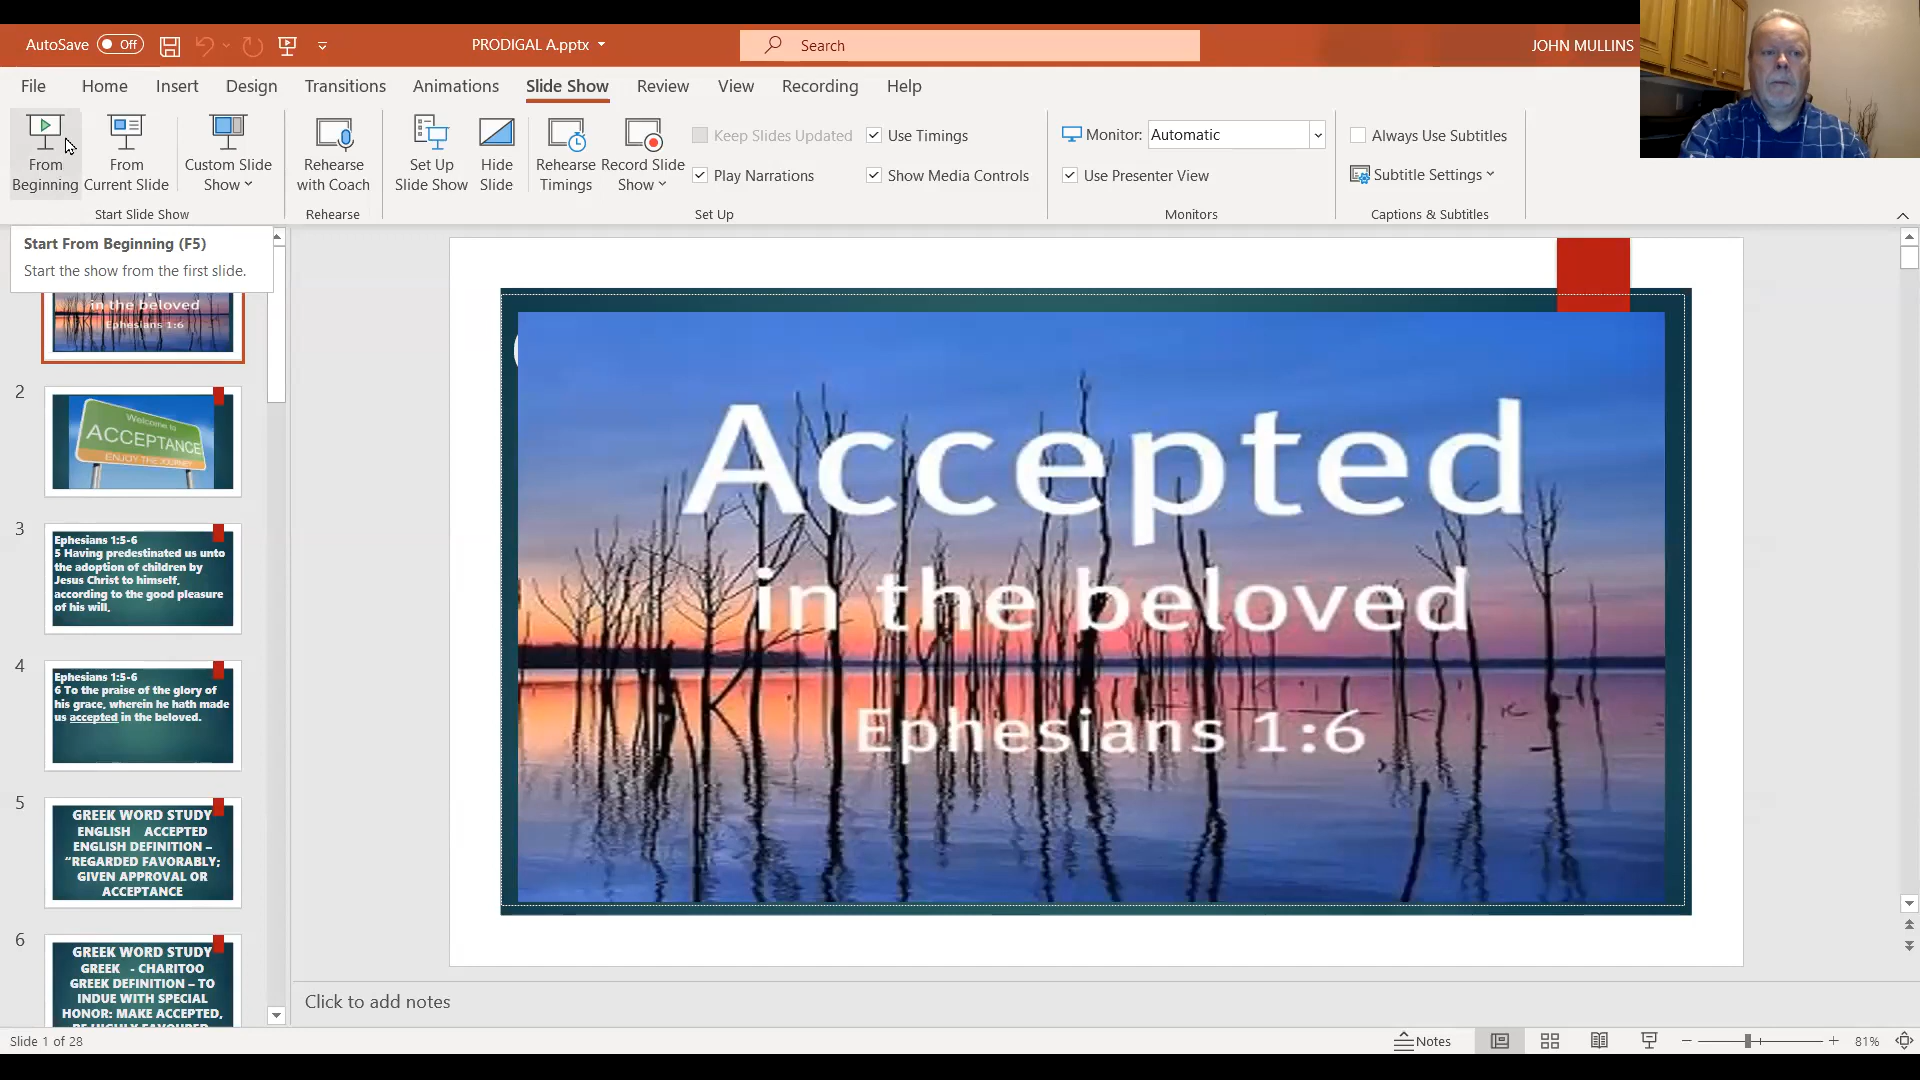 AutoSave Off PRODIGAL A.pptx Search JOHN MULLINS
File Home Insert Design Transitions Animations Slide Show Review View Recording Help
From Beginning
From Current Slide
Custom Slide Show
Start Slide Show
Rehearse with Coach
Rehearse
Set Up Slide Show
Hide Slide
Rehearse Timings
Record Slide Show
Keep Slides Updated
Play Narrations
Use Timings
Show Media Controls
Set Up
Monitor: Automatic
Use Presenter View
Monitors
Always Use Subtitles
Subtitle Settings
Captions & Subtitles
Start From Beginning (F5)
Start the show from the first slide.
in the beloved
Ephesians 1:6
2
Welcome to
ACCEPTANCE
ENJOY THE JOURNEY
3
Ephesians 1:5-6
5 Having predestinated us unto
the adoption of children by
Jesus Christ to himself,
according to the good pleasure
of his will,
4
Ephesians 1:5-6
6 To the praise of the glory of
his grace, wherein he hath made
us accepted in the beloved.
5
GREEK WORD STUDY
ENGLISH ACCEPTED
ENGLISH DEFINITION –
“REGARDED FAVORABLY;
GIVEN APPROVAL OR
ACCEPTANCE
6
GREEK WORD STUDY
GREEK - CHARITOO
GREEK DEFINITION – TO
INDUE WITH SPECIAL
HONOR: MAKE ACCEPTED,
Accepted
in the beloved
Ephesians 1:6
Click to add notes
Slide 1 of 28
Notes
81%